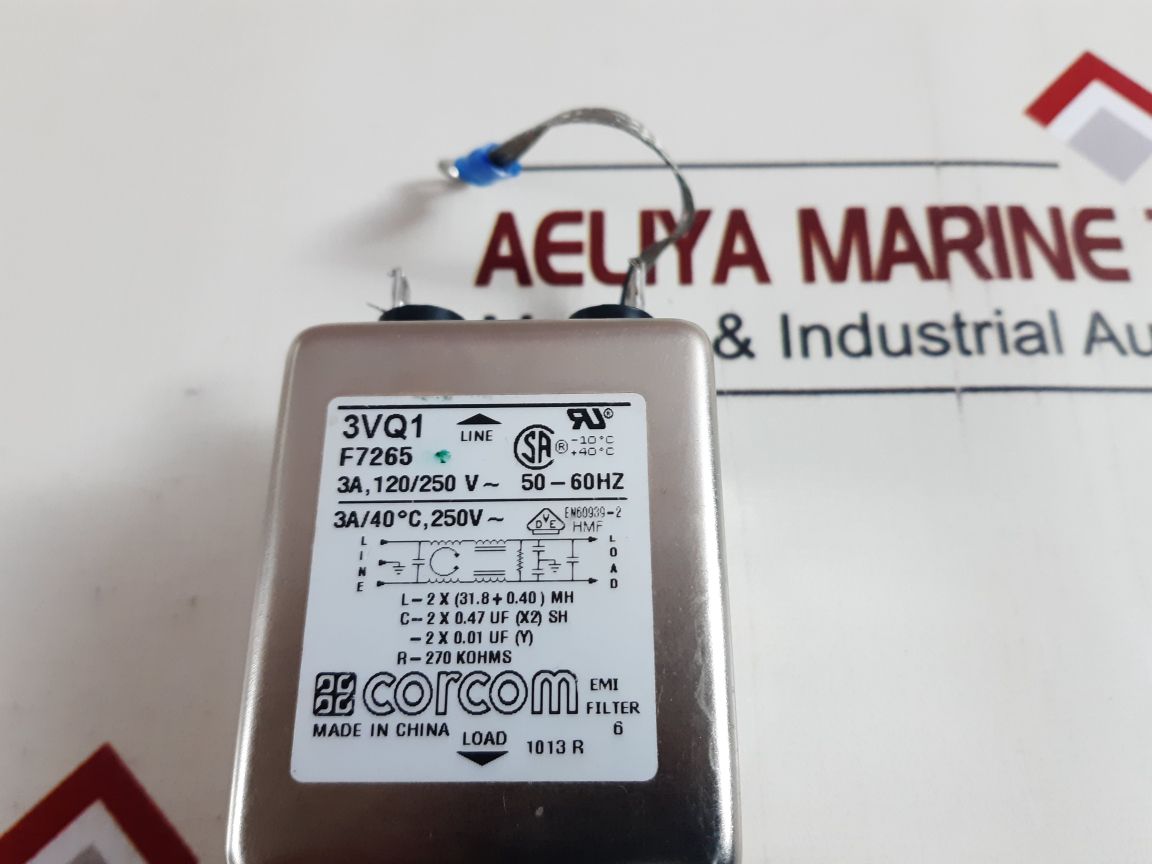 AELIYA MARINE
& Industrial Au
3VQ1
LINE
F7265
SA ® -10°C
+40°C
3A, 120/250 V~ 50-60HZ
3A/40°C, 250V~
DVE
EN60939-2
HMF
LINE
LOAD
L-2 X (31.8+0.40) MH
C-2 X 0.47 UF (X2) SH
-2 X 0.01 UF (Y)
R-270 KOHMS
corcom EMI
FILTER
MADE IN CHINA
6
LOAD
1013 R